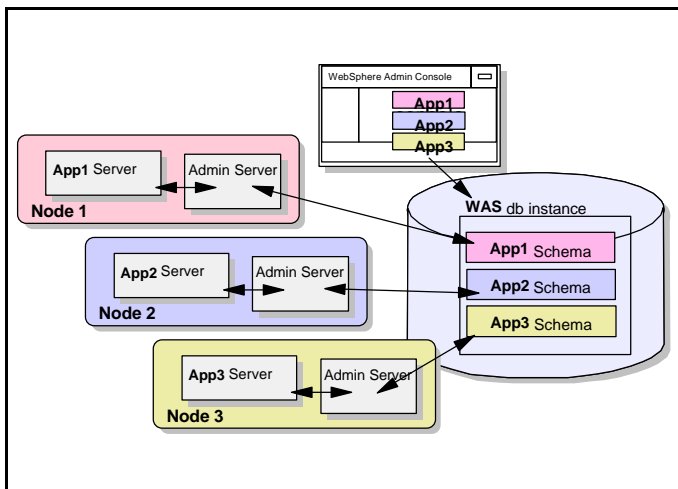 WebSphere Admin Console
App1
App2
App3
App1 Server
Admin Server
Node 1
WAS db instance
App1 Schema
App2 Server
Admin Server
Node 2
App2 Schema
App3 Schema
App3 Server
Admin Server
Node 3